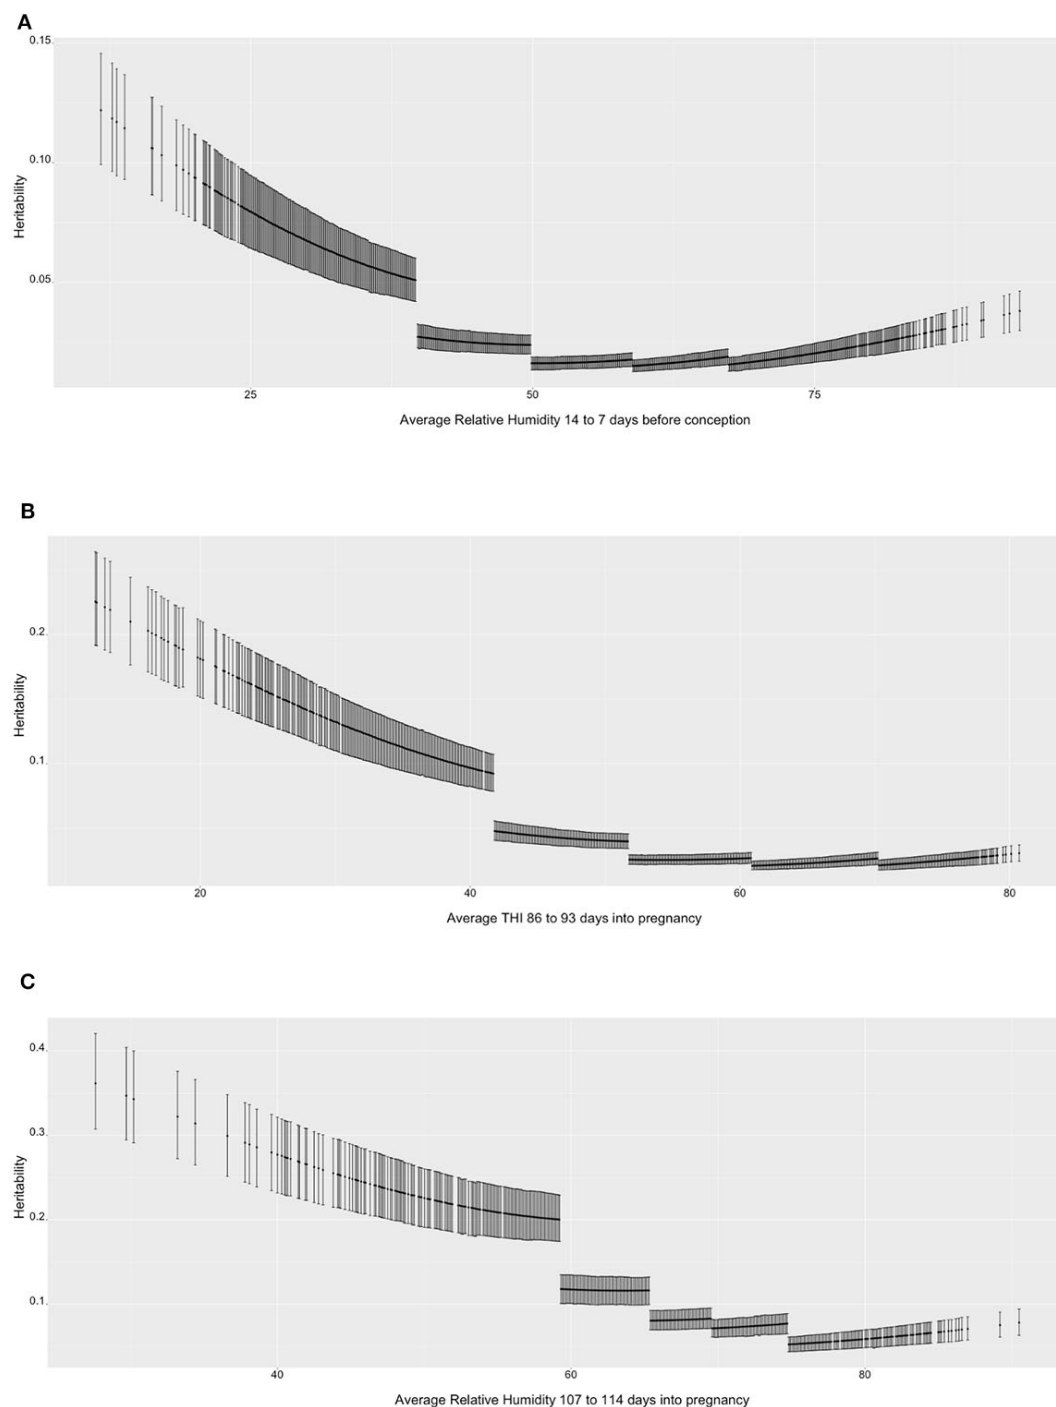 A
0.15
0.10
0.05
Heritability
25 50 75
Average Relative Humidity 14 to 7 days before conception
B
0.2
0.1
Heritability
20 40 60 80
Average THI 86 to 93 days into pregnancy
C
0.4
0.3
0.2
0.1
Heritability
40 60 80
Average Relative Humidity 107 to 114 days into pregnancy